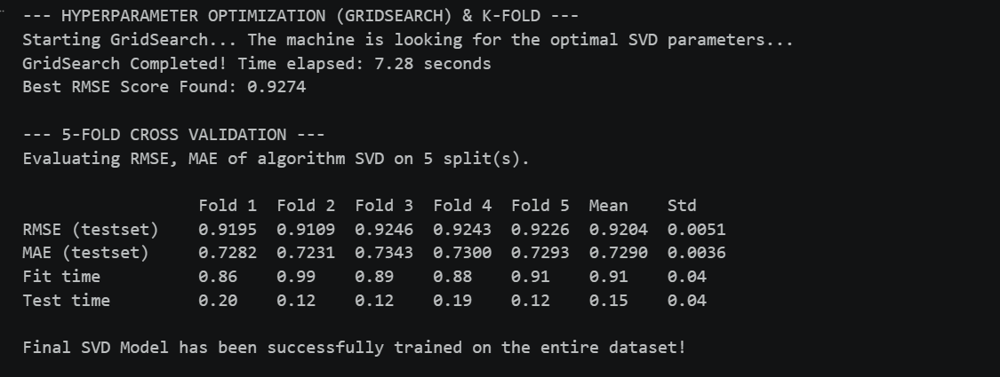 --- HYPERPARAMETER OPTIMIZATION (GRIDSEARCH) & K-FOLD ---
Starting GridSearch... The machine is looking for the optimal SVD parameters...
GridSearch Completed! Time elapsed: 7.28 seconds
Best RMSE Score Found: 0.9274
--- 5-FOLD CROSS VALIDATION ---
Evaluating RMSE, MAE of algorithm SVD on 5 split(s).
Fold 1  Fold 2  Fold 3  Fold 4  Fold 5  Mean    Std
RMSE (testset)    0.9195  0.9109  0.9246  0.9243  0.9226  0.9204  0.0051
MAE (testset)     0.7282  0.7231  0.7343  0.7300  0.7293  0.7290  0.0036
Fit time          0.86    0.99    0.89    0.88    0.91    0.91    0.04
Test time         0.20    0.12    0.12    0.19    0.12    0.15    0.04
Final SVD Model has been successfully trained on the entire dataset!